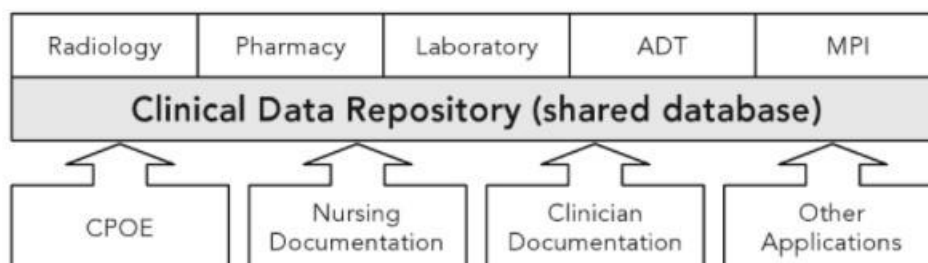 Radiology
Pharmacy
Laboratory
ADT
MPI
Clinical Data Repository (shared database)
CPOE
Nursing
Documentation
Clinician
Documentation
Other
Applications